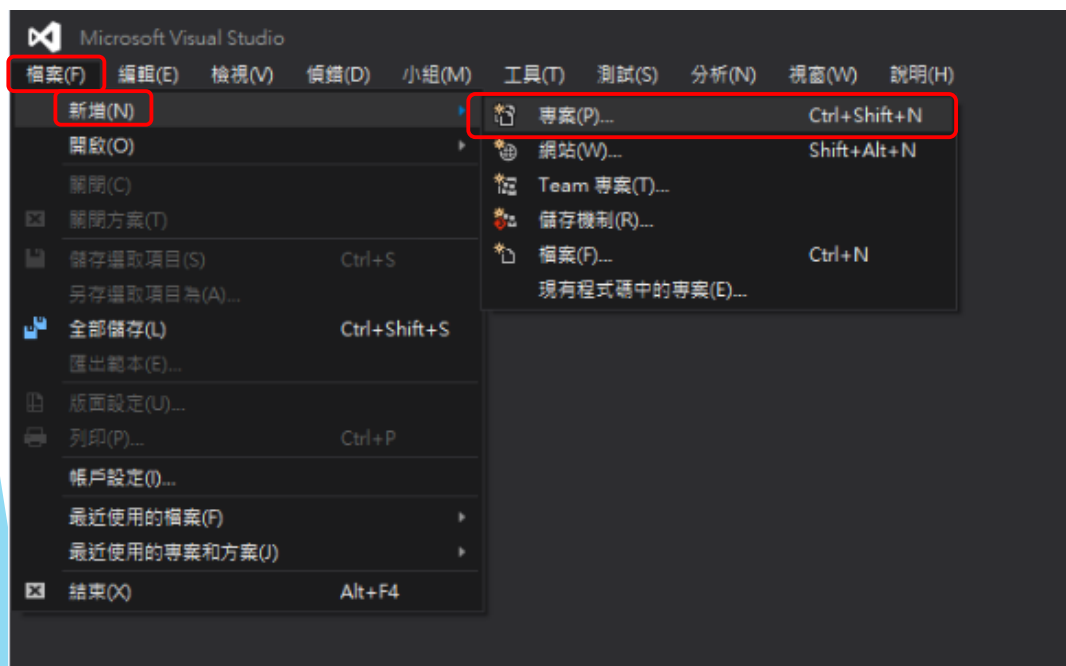 Microsoft Visual Studio
檔案(F) 編輯(E) 檢視(V) 偵錯(D) 小組(M) 工具(T) 測試(S) 分析(N) 視窗(W) 說明(H)
新增(N)
開啟(O)
關閉(C)
關閉方案(T)
儲存選取項目(S) Ctrl+S
另存選取項目為(A)...
全部儲存(L) Ctrl+Shift+S
匯出範本(E)...
版面設定(U)...
列印(P)... Ctrl+P
帳戶設定(I)...
最近使用的檔案(F)
最近使用的專案和方案(J)
結束(X) Alt+F4
專案(P)... Ctrl+Shift+N
網站(W)... Shift+Alt+N
Team 專案(T)...
儲存機制(R)...
檔案(F)... Ctrl+N
現有程式碼中的專案(E)...